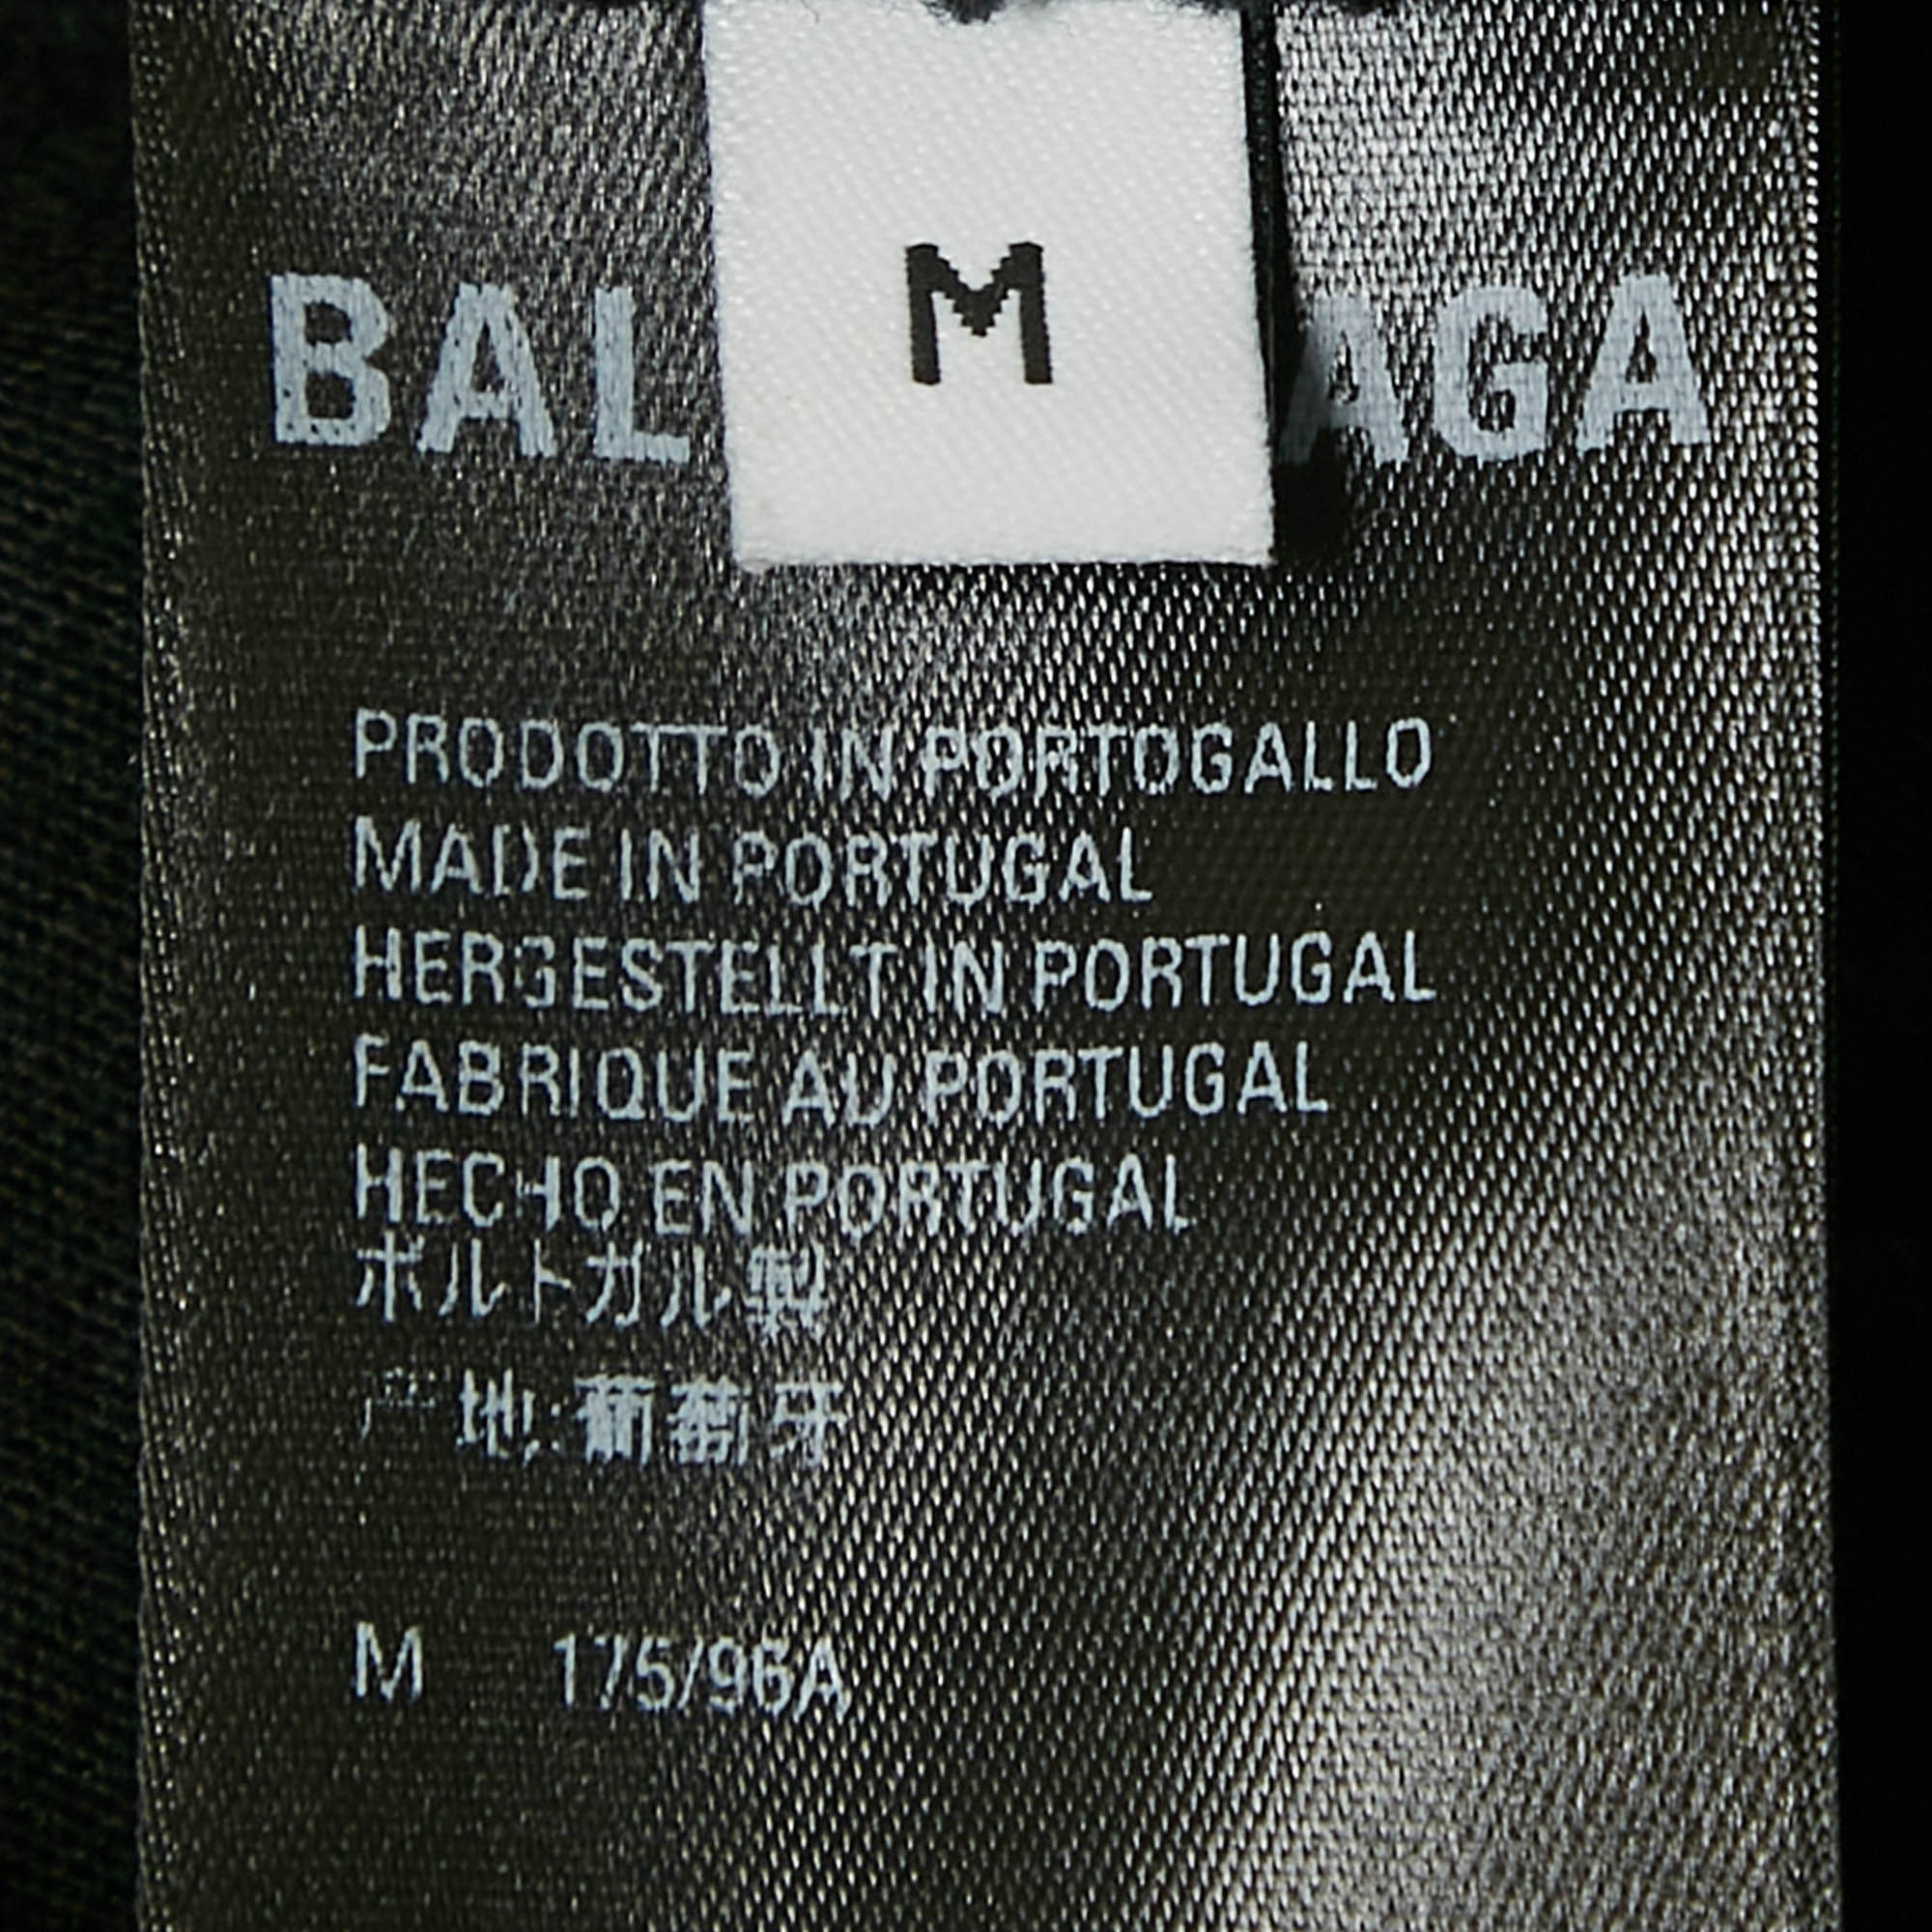 M
BAL AGA
PRODOTTO IN PORTOGALLO
MADE IN PORTUGAL
HERGESTELLT IN PORTUGAL
FABRIQUE AU PORTUGAL
HECHO EN PORTUGAL
ポルトガル製
产地:葡萄牙
M 175/96A